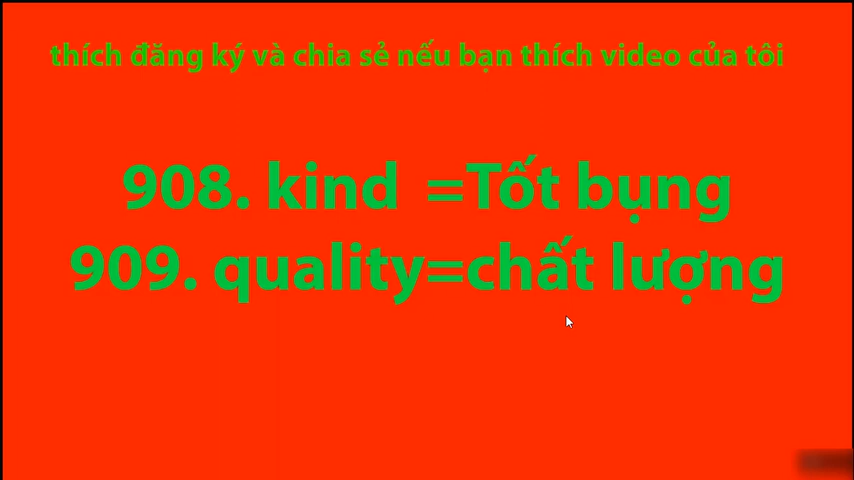 thích đăng ký và chia sẻ nếu bạn thích video của tôi
908. kind =Tốt bụng
909. quality=chất lượng